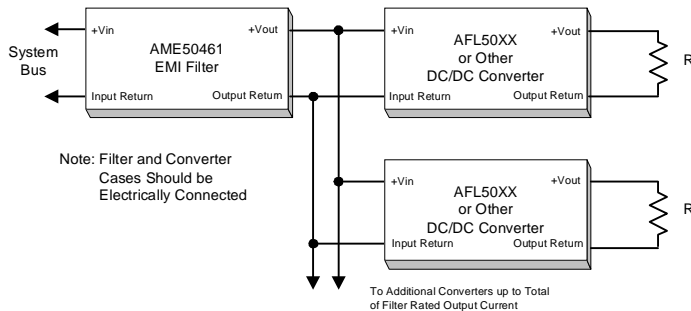 System
Bus
+Vin
+Vout
AME50461
EMI Filter
Input Return
Output Return
+Vin
+Vout
AFL50XX
or Other
DC/DC Converter
Input Return
Output Return
R
Note: Filter and Converter
Cases Should be
Electrically Connected
+Vin
+Vout
AFL50XX
or Other
DC/DC Converter
Input Return
Output Return
R
To Additional Converters up to Total
of Filter Rated Output Current